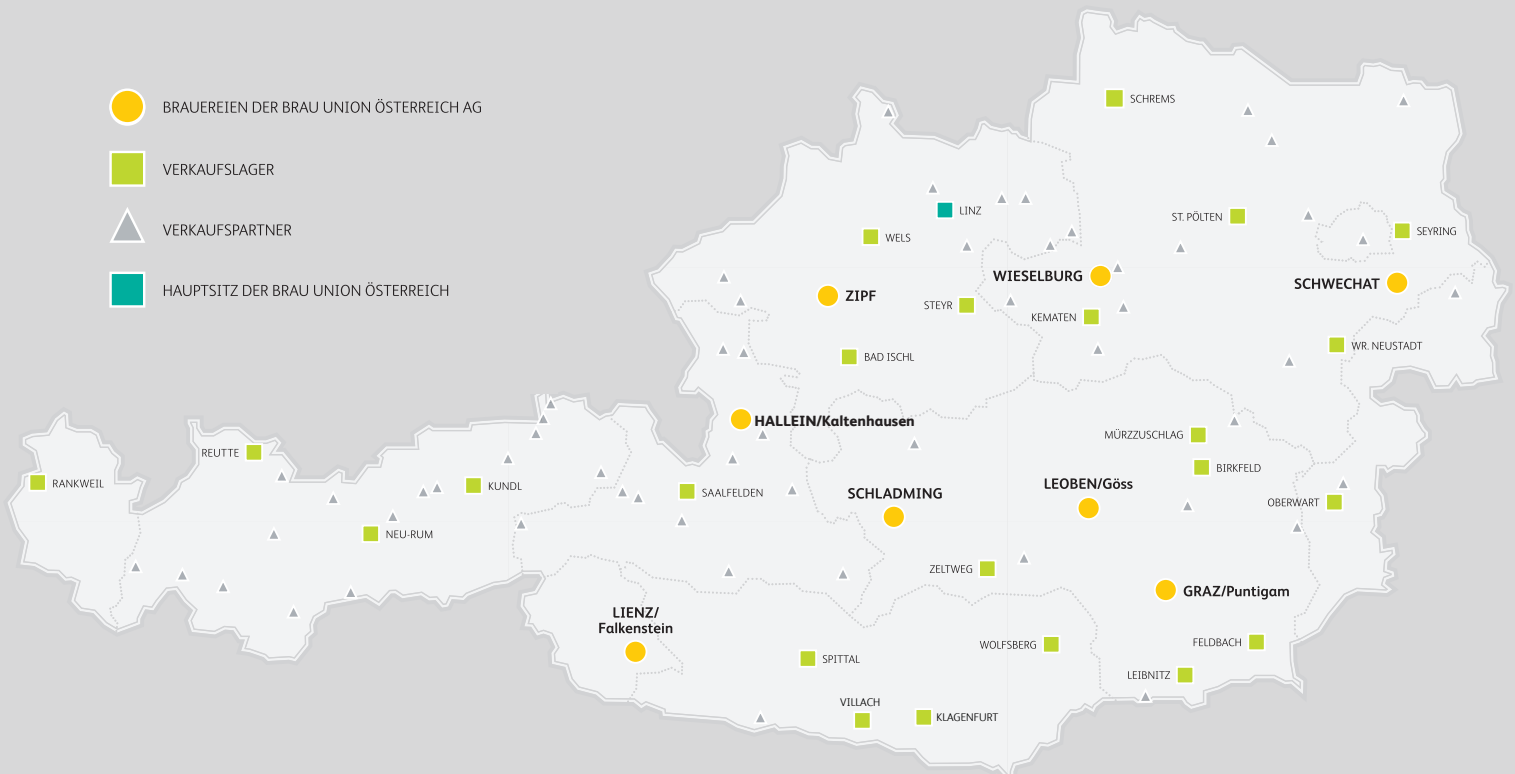 BRAUEREIEN DER BRAU UNION ÖSTERREICH AG
VERKAUFSLAGER
VERKAUFSPARTNER
HAUPTSITZ DER BRAU UNION ÖSTERREICH
SCHREMS
LINZ
ST. PÖLTEN
SEYRING
WELS
WIESELBURG
SCHWECHAT
ZIPF
STEYR
KEMATEN
WR. NEUSTADT
BAD ISCHL
HALLEIN/Kaltenhausen
MÜRZZUSCHLAG
REUTTE
BIRKFELD
RANKWEIL
KUNDL
SAALFELDEN
SCHLADMING
LEOBEN/Göss
OBERWART
NEU-RUM
ZELTWEG
GRAZ/Puntigam
LIENZ/
Falkenstein
WOLFSBERG
FELDBACH
SPITTAL
LEIBNITZ
VILLACH
KLAGENFURT